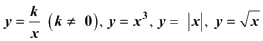 y = k/x (k ≠ 0), y = x³, y = |x|, y = √x